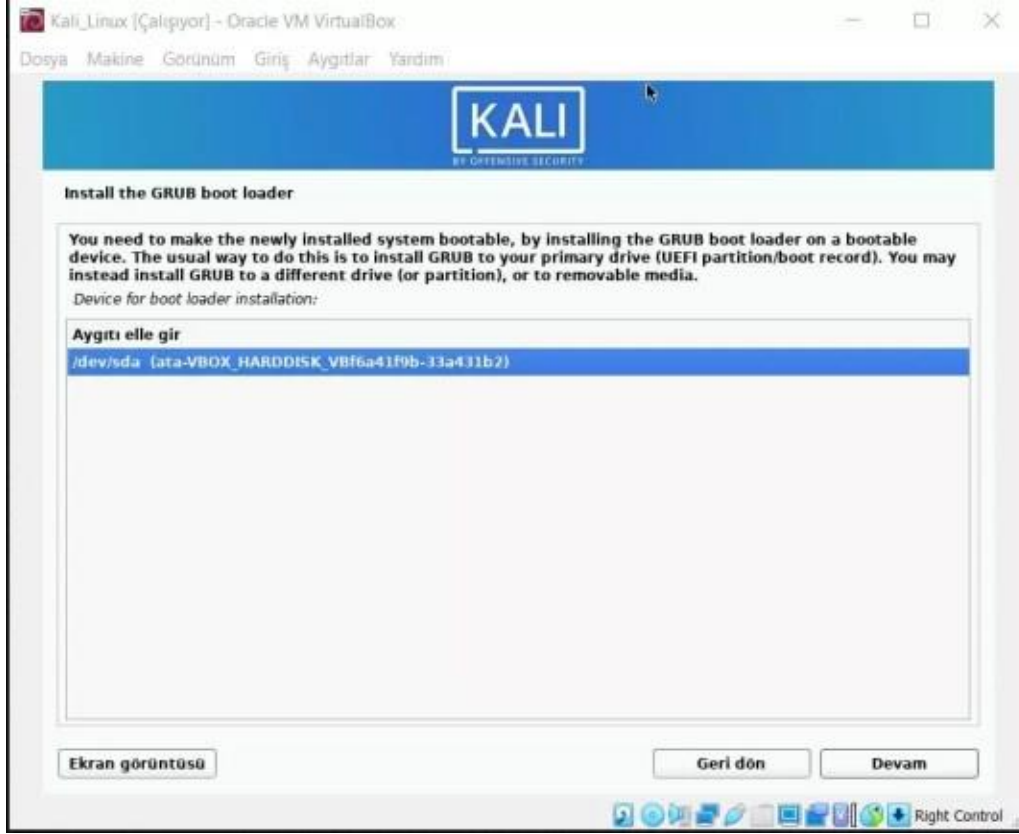 Kali_Linux [Çalışıyor] - Oracle VM VirtualBox
Dosya Makine Görünüm Giriş Aygıtlar Yardım
KALI
BY OFFENSIVE SECURITY
Install the GRUB boot loader
You need to make the newly installed system bootable, by installing the GRUB boot loader on a bootable
device. The usual way to do this is to install GRUB to your primary drive (UEFI partition/boot record). You may
instead install GRUB to a different drive (or partition), or to removable media.
Device for boot loader installation:
Aygıtı elle gir
/dev/sda (ata-VBOX_HARDDISK_VBf6a41f9b-33a431b2)
Ekran görüntüsü
Geri dön
Devam
Right Control